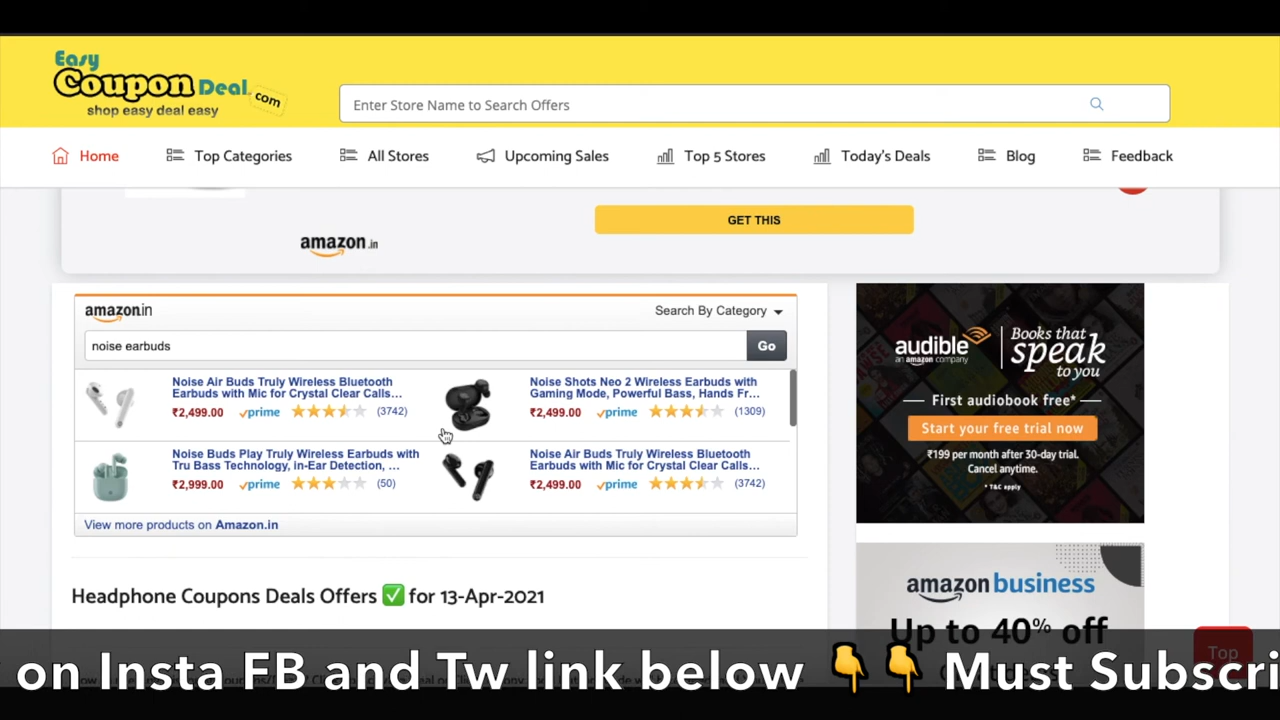 Easy
Coupon Deal.com
shop easy deal easy
Enter Store Name to Search Offers
Home
Top Categories
All Stores
Upcoming Sales
Top 5 Stores
Today's Deals
Blog
Feedback
GET THIS
amazon.in
amazon.in
Search By Category
noise earbuds
Go
Noise Air Buds Truly Wireless Bluetooth
Earbuds with Mic for Crystal Clear Calls...
₹2,499.00 prime (3742)
Noise Shots Neo 2 Wireless Earbuds with
Gaming Mode, Powerful Bass, Hands Fr...
₹2,499.00 prime (1309)
Noise Buds Play Truly Wireless Earbuds with
Tru Bass Technology, in-Ear Detection, ...
₹2,999.00 prime (50)
Noise Air Buds Truly Wireless Bluetooth
Earbuds with Mic for Crystal Clear Calls...
₹2,499.00 prime (3742)
View more products on Amazon.in
audible
an amazon company
Books that
speak
to you
First audiobook free*
Start your free trial now
₹199 per month after 30-day trial.
Cancel anytime.
* T&C apply
amazon business
Up to 40% off
Headphone Coupons Deals Offers ✅ for 13-Apr-2021
Top
on Insta FB and Tw link below 👇👇 Must Subscri